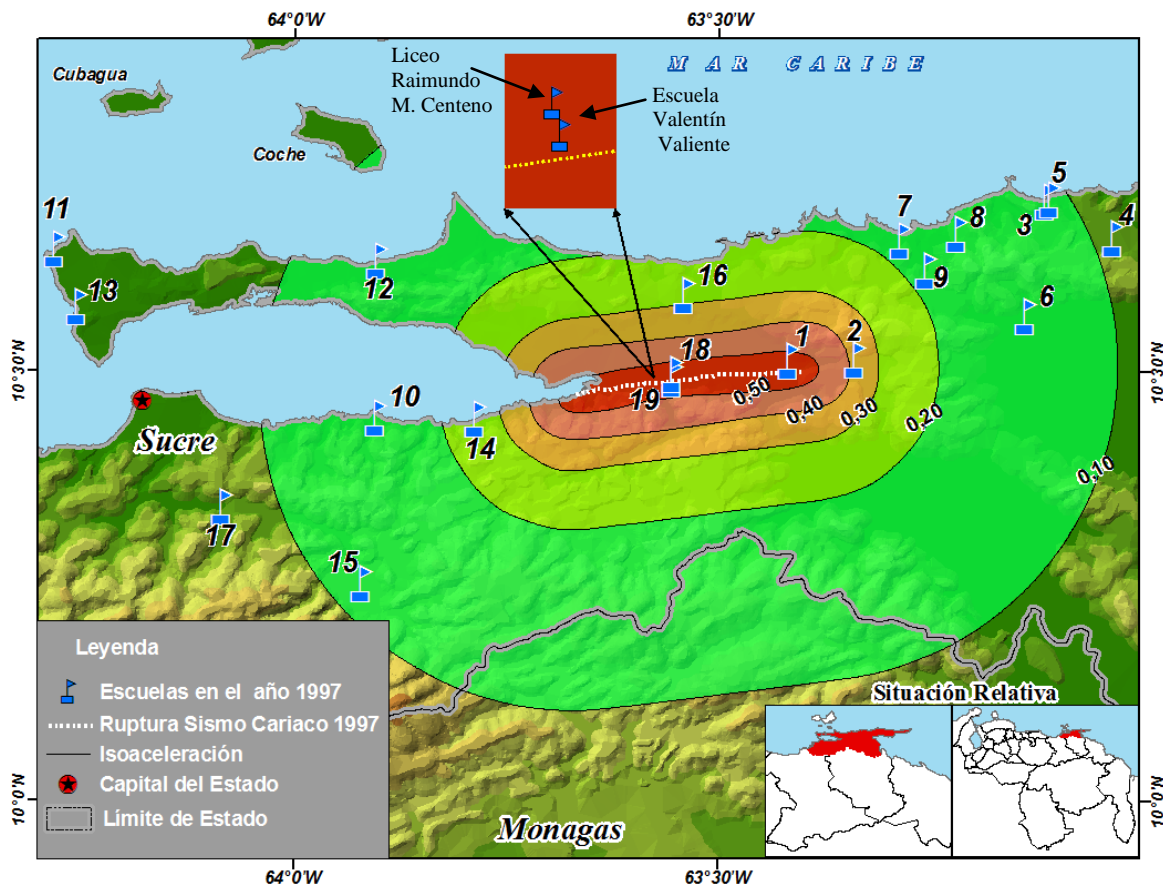 64°0'W
63°30'W
Cubagua
Coche
Liceo
Raimundo
M. Centeno
Escuela
Valentín
Valiente
MAR CARIBE
11
13
12
16
7
8
9
5
3
4
6
10°30'N
10°30'N
18
1
2
19
0,50
0,40
0,30
0,20
0,10
10
14
Sucre
17
15
Leyenda
Escuelas en el año 1997
Ruptura Sismo Cariaco 1997
Isoaceleración
Capital del Estado
Límite de Estado
Monagas
Situación Relativa
10°0'N
10°0'N
64°0'W
63°30'W